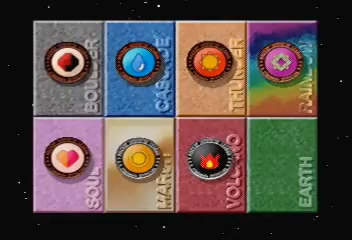 BOULDER
CASCADE
THUNDER
RAINBOW
SOUL
MARSH
VOLCANO
EARTH